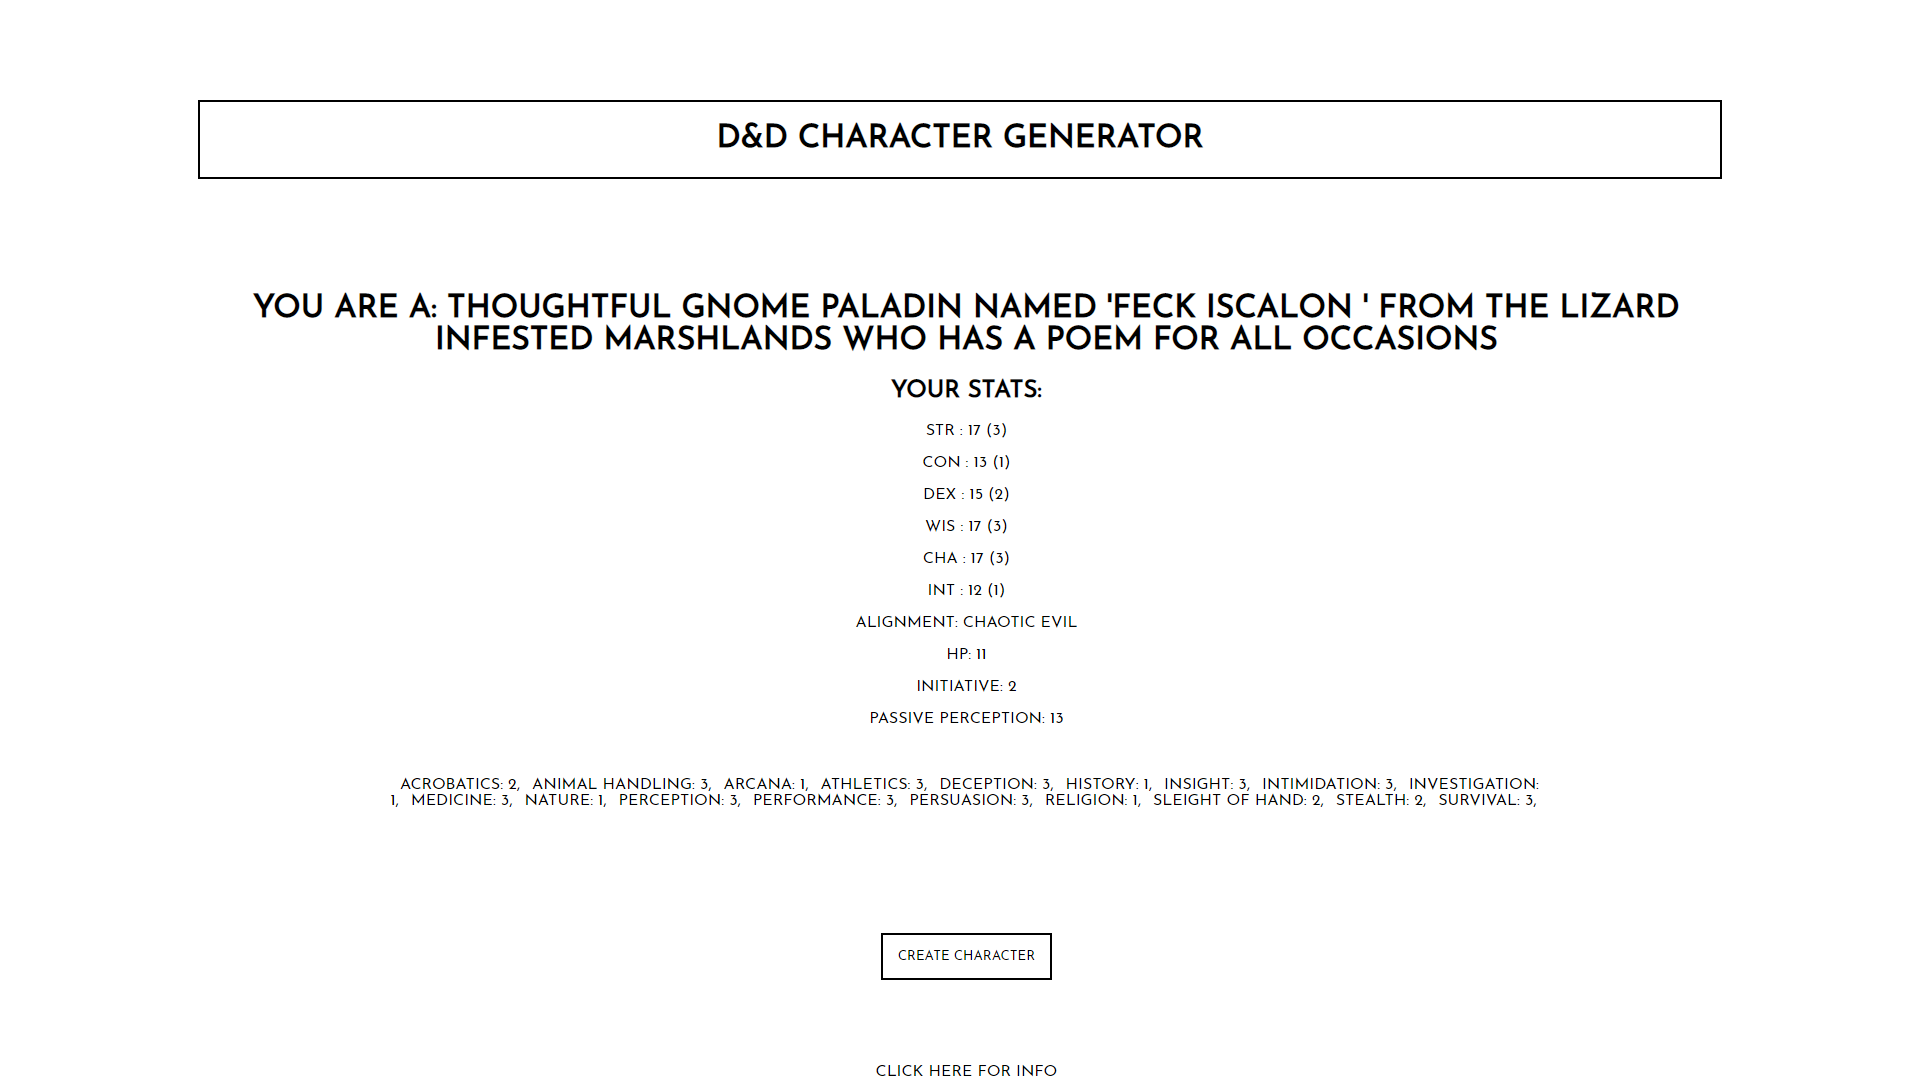 D&D CHARACTER GENERATOR
YOU ARE A: THOUGHTFUL GNOME PALADIN NAMED 'FECK ISCALON ' FROM THE LIZARD
INFESTED MARSHLANDS WHO HAS A POEM FOR ALL OCCASIONS
YOUR STATS:
STR : 17 (3)
CON : 13 (1)
DEX : 15 (2)
WIS : 17 (3)
CHA : 17 (3)
INT : 12 (1)
ALIGNMENT: CHAOTIC EVIL
HP: 11
INITIATIVE: 2
PASSIVE PERCEPTION: 13
ACROBATICS: 2, ANIMAL HANDLING: 3, ARCANA: 1, ATHLETICS: 3, DECEPTION: 3, HISTORY: 1, INSIGHT: 3, INTIMIDATION: 3, INVESTIGATION:
1, MEDICINE: 3, NATURE: 1, PERCEPTION: 3, PERFORMANCE: 3, PERSUASION: 3, RELIGION: 1, SLEIGHT OF HAND: 2, STEALTH: 2, SURVIVAL: 3,
CREATE CHARACTER
CLICK HERE FOR INFO